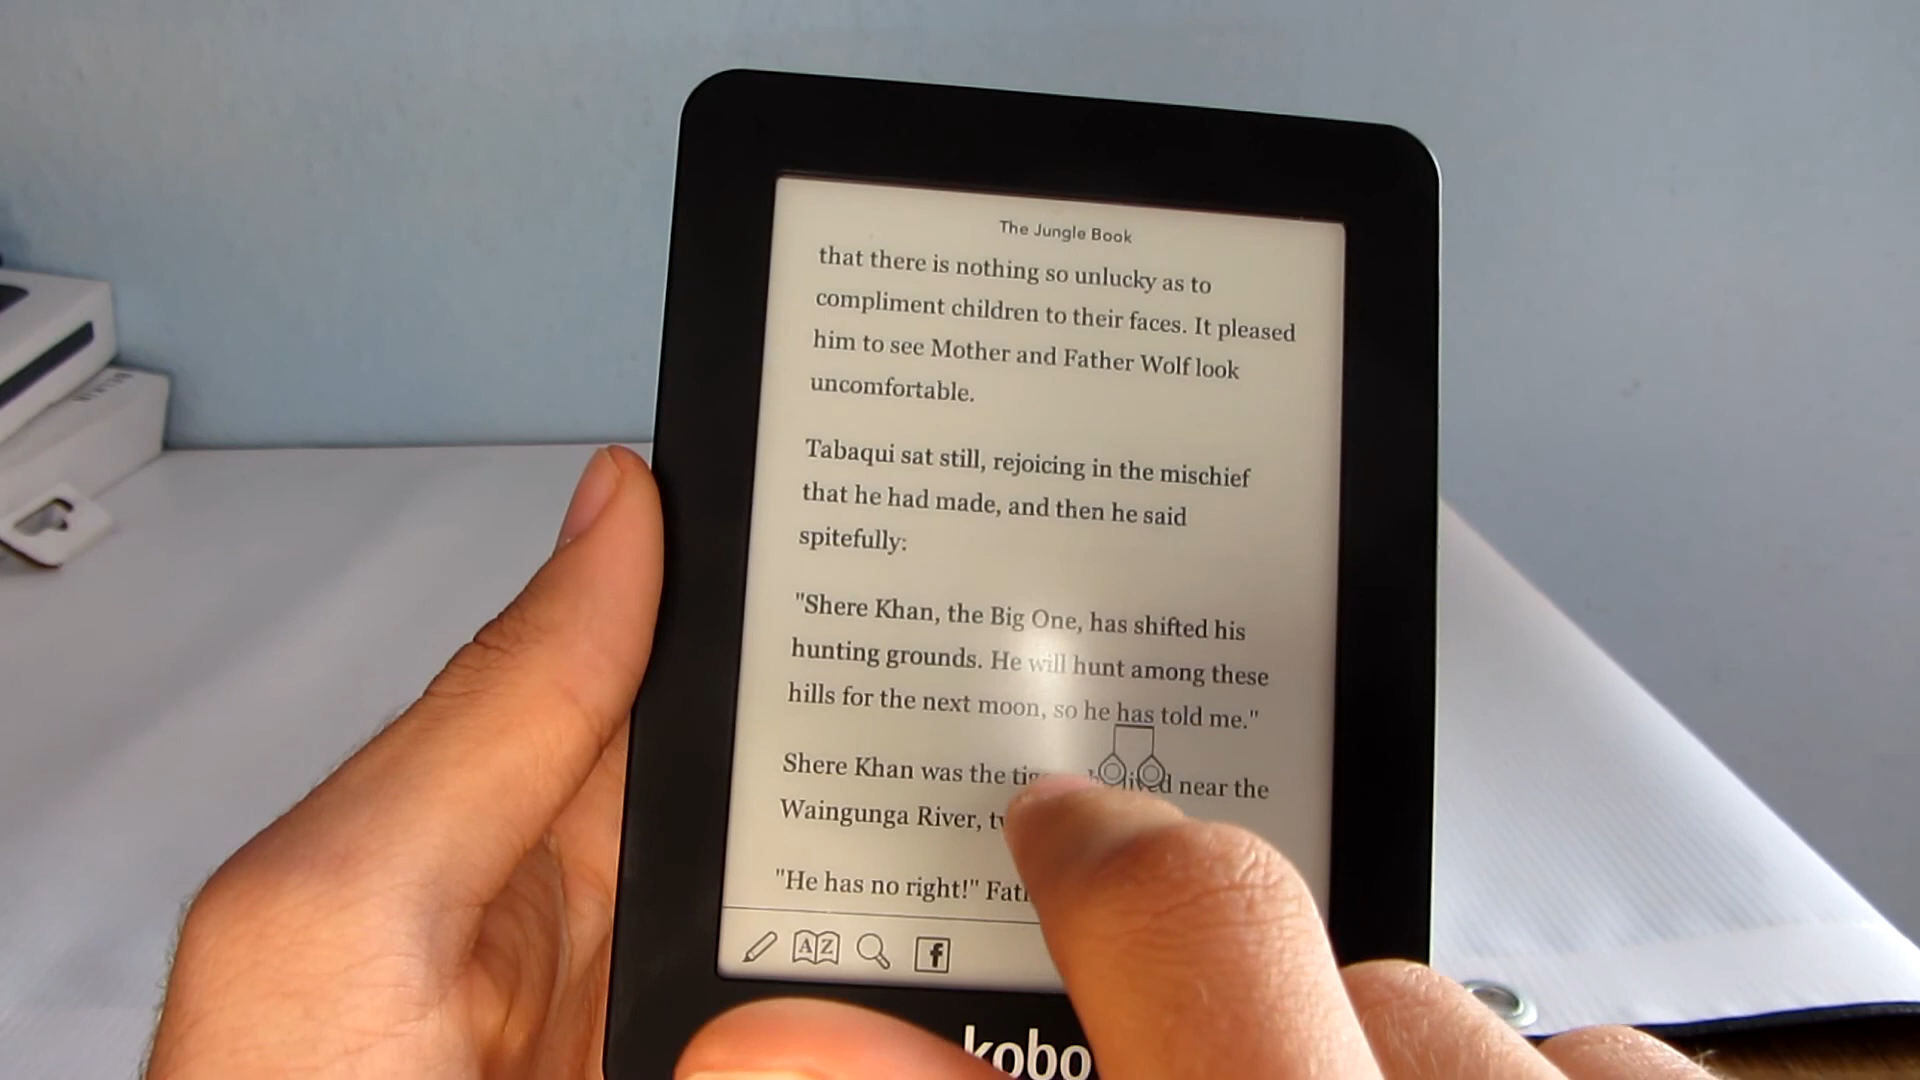 The Jungle Book
that there is nothing so unlucky as to
compliment children to their faces. It pleased
him to see Mother and Father Wolf look
uncomfortable.
Tabaqui sat still, rejoicing in the mischief
that he had made, and then he said
spitefully:
"Shere Khan, the Big One, has shifted his
hunting grounds. He will hunt among these
hills for the next moon, so he has told me."
Shere Khan was the near the
Waingunga River,
"He has no right!"
A Z
f
kobo